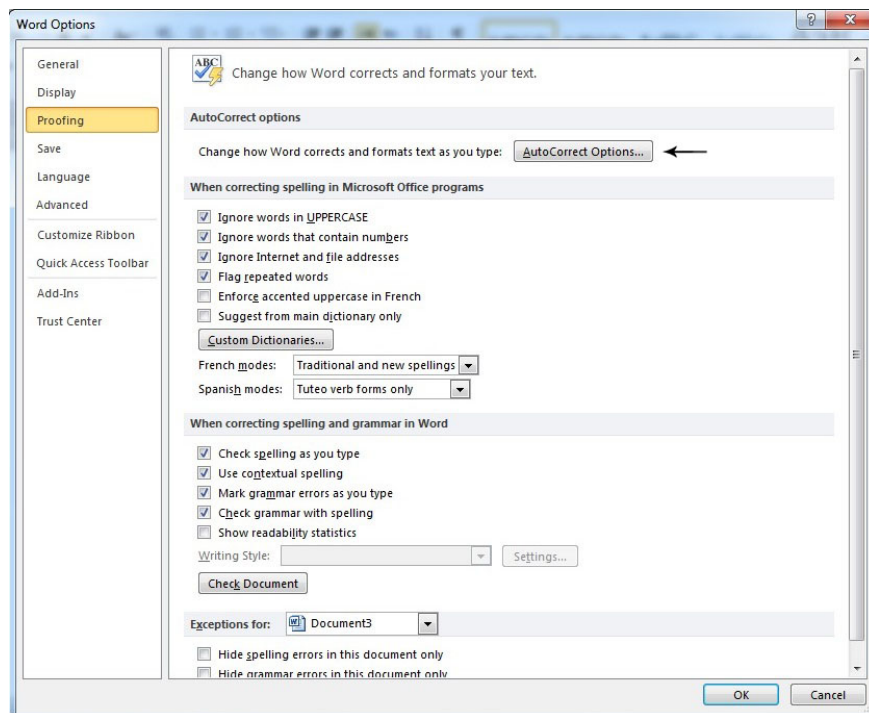 Word Options
General
Display
Proofing
Save
Language
Advanced
Customize Ribbon
Quick Access Toolbar
Add-Ins
Trust Center
ABC
Change how Word corrects and formats your text.
AutoCorrect options
Change how Word corrects and formats text as you type: AutoCorrect Options...
When correcting spelling in Microsoft Office programs
Ignore words in UPPERCASE
Ignore words that contain numbers
Ignore Internet and file addresses
Flag repeated words
Enforce accented uppercase in French
Suggest from main dictionary only
Custom Dictionaries...
French modes: Traditional and new spellings
Spanish modes: Tuteo verb forms only
When correcting spelling and grammar in Word
Check spelling as you type
Use contextual spelling
Mark grammar errors as you type
Check grammar with spelling
Show readability statistics
Writing Style: Settings...
Check Document
Exceptions for: Document3
Hide spelling errors in this document only
Hide grammar errors in this document only
OK Cancel